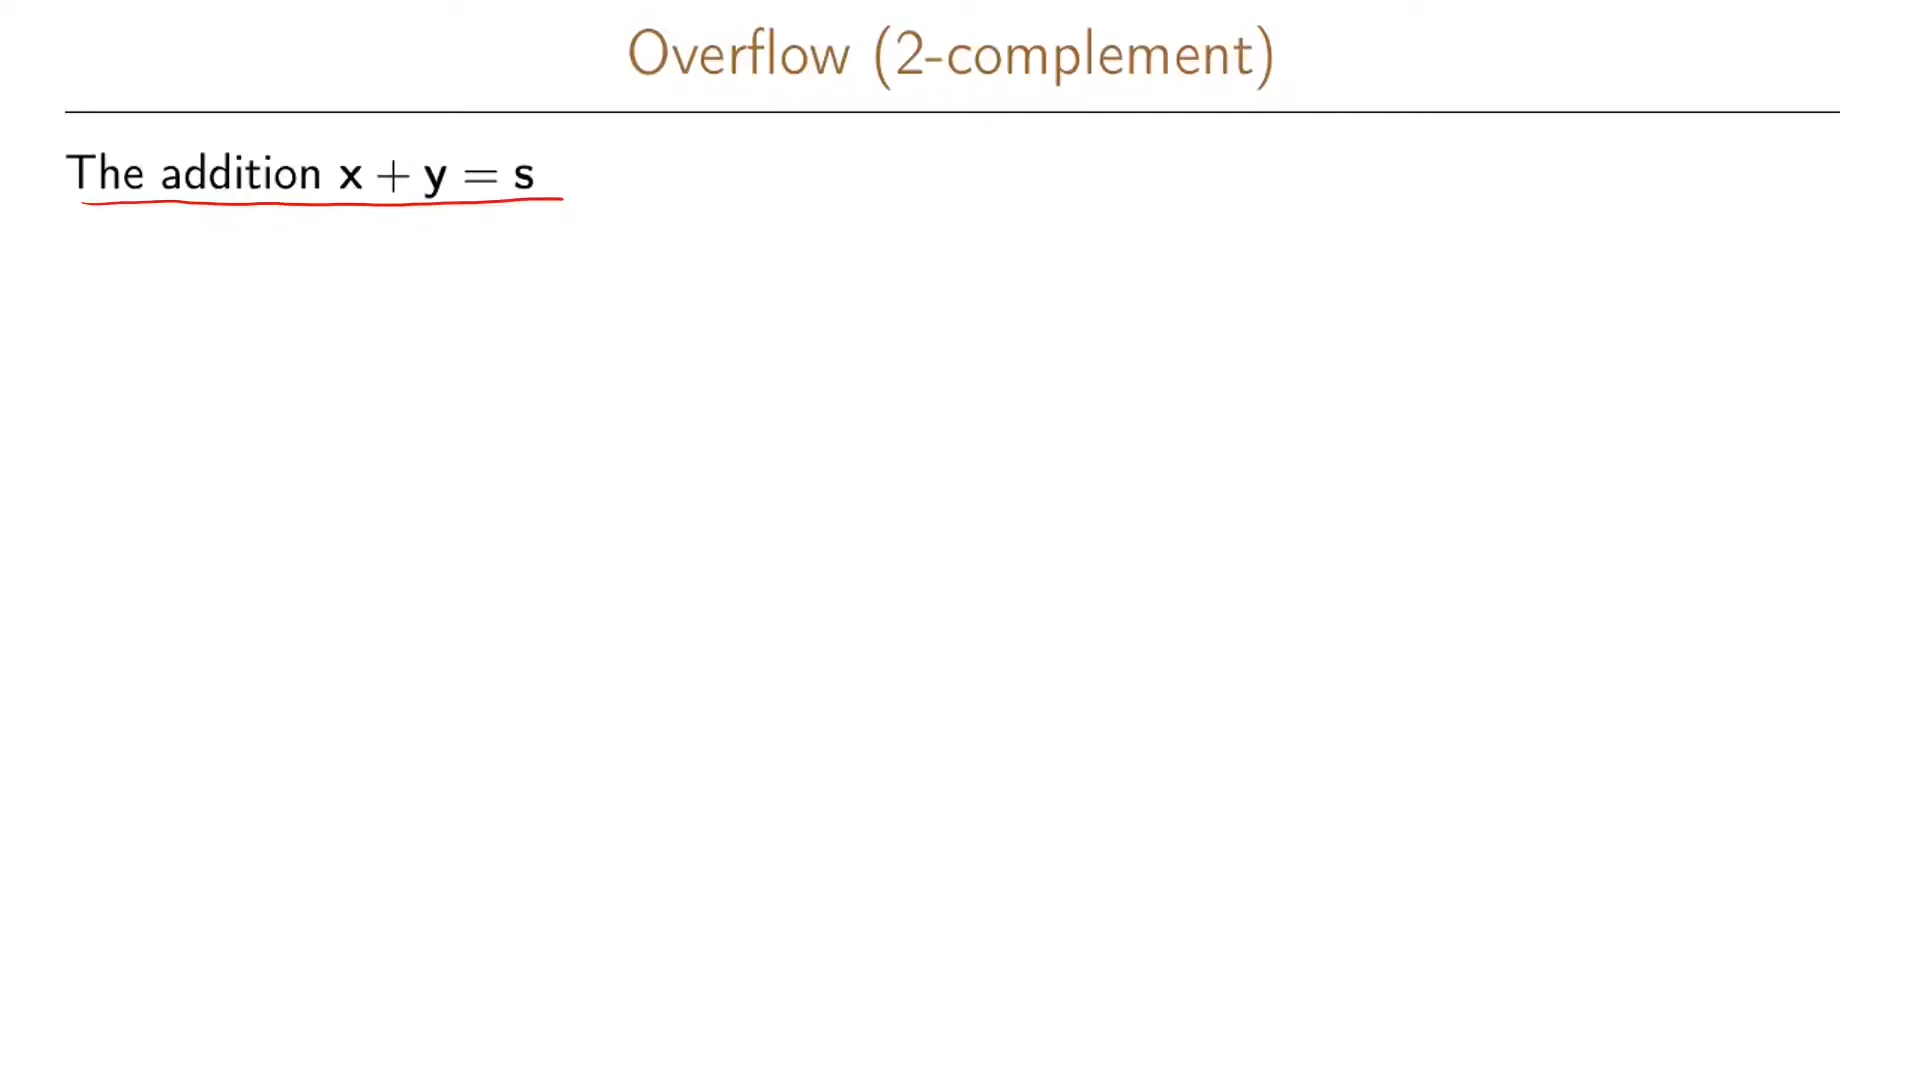 Overflow (2-complement)
The addition x + y = s